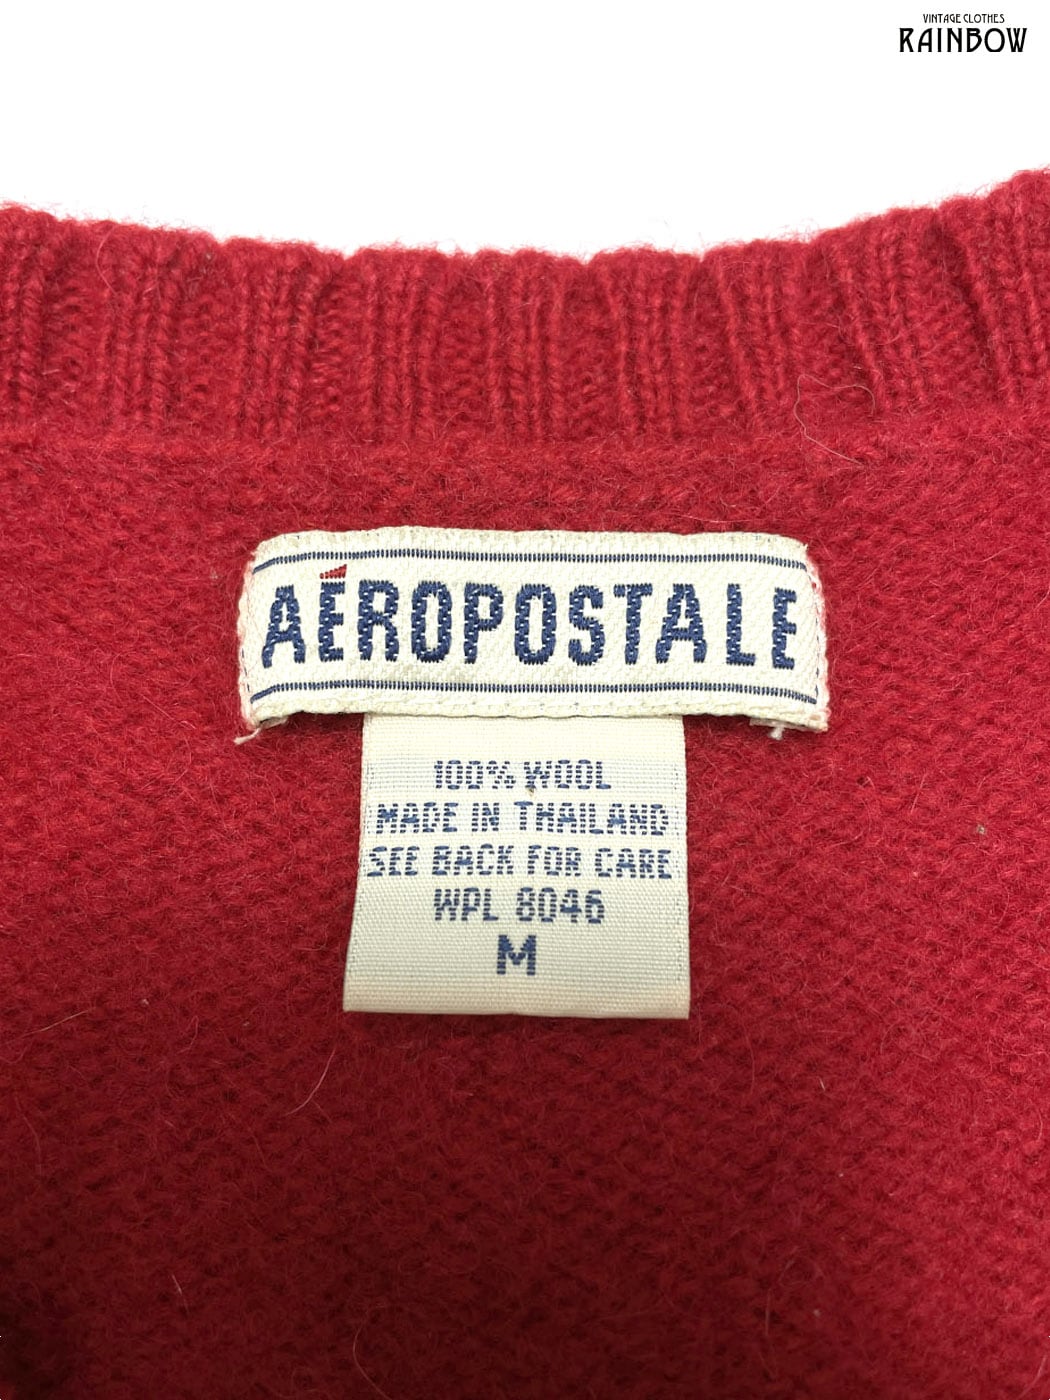 VINTAGE CLOTHES
RAINBOW
AÉROPOSTALE
100% WOOL
MADE IN THAILAND
SEE BACK FOR CARE
WPL 8046
M